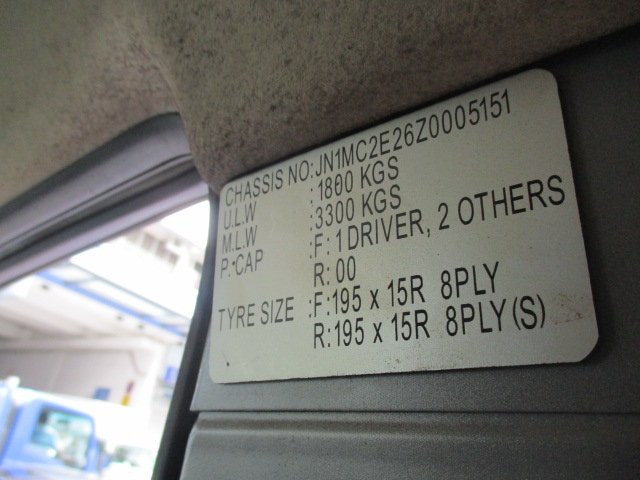 CHASSIS NO:JN1MC2E26Z0005151
U.L.W :1800 KGS
M.L.W :3300 KGS
P.CAP :F: 1 DRIVER, 2 OTHERS
R: 00
TYRE SIZE :F:195 x 15R 8PLY
R:195 x 15R 8PLY(S)